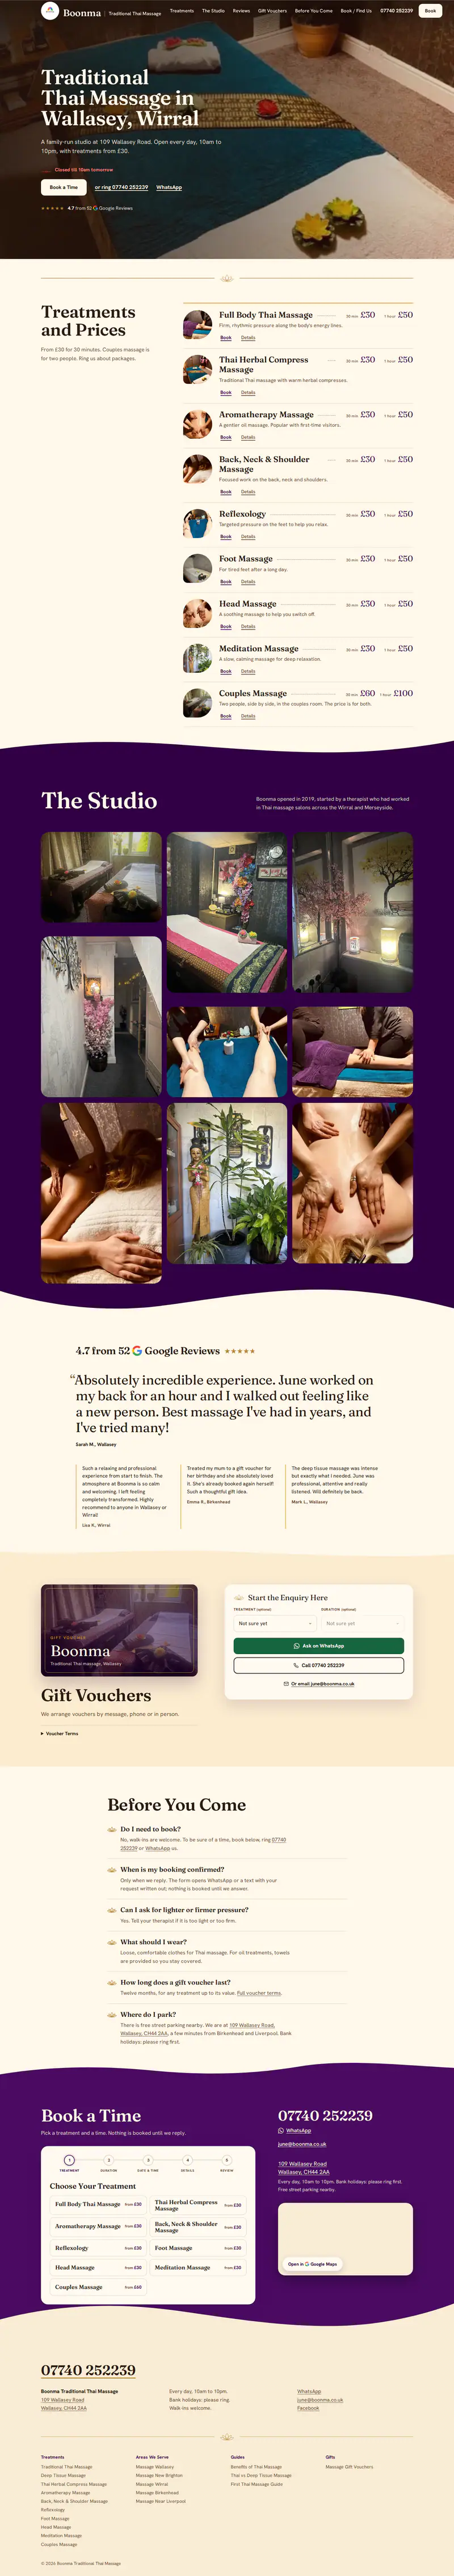 Boonma
Traditional Thai Massage
Treatments
The Studio
Reviews
Gift Vouchers
Before You Come
Book / Find Us
07740 252239
Book
Traditional
Thai Massage in
Wallasey, Wirral
A family-run studio at 109 Wallasey Road. Open every day, 10am to
10pm, with treatments from £30.
Closed till 10am tomorrow
Book a Time
or ring 07740 252239
WhatsApp
★★★★★ 4.7 from 52 Google Reviews
Treatments
and Prices
From £30 for 30 minutes. Couples massage is
for two people. Ring us about packages.
Full Body Thai Massage
30 min £30 1 hour £50
Firm, rhythmic pressure along the body's energy lines.
Book Details
Thai Herbal Compress
Massage
30 min £30 1 hour £50
Traditional Thai massage with warm herbal compresses.
Book Details
Aromatherapy Massage
30 min £30 1 hour £50
A gentler oil massage. Popular with first time visitors.
Book Details
Back, Neck & Shoulder
Massage
30 min £30 1 hour £50
Focused work on the back, neck and shoulders.
Book Details
Reflexology
30 min £30 1 hour £50
Targeted pressure on the feet to help you relax.
Book Details
Foot Massage
30 min £30 1 hour £50
For tired feet after a long day.
Book Details
Head Massage
30 min £30 1 hour £50
A soothing massage to help you switch off.
Book Details
Meditation Massage
30 min £30 1 hour £50
A slow, calming massage for deep relaxation.
Book Details
Couples Massage
30 min £60 1 hour £100
Two people, side by side, in the couples room. The price is for both.
Book Details
The Studio
Boonma opened in 2019, started by a therapist who had worked
in Thai massage salons across the Wirral and Merseyside.
4.7 from 52 Google Reviews ★★★★★
“Absolutely incredible experience. June worked on
my back for an hour and I walked out feeling like
a new person. Best massage I've had in years, and
I've tried many!
Sarah M., Wallasey
Such a relaxing and professional
experience from start to finish. The
atmosphere at Boonma is so calm
and welcoming. I left feeling
completely transformed. Highly
recommend to anyone in Wallasey or
Wirral!
Lisa K., Wirral
Treated my mum to a gift voucher for
her birthday and she absolutely loved
it. She's already booked again herself!
Such a thoughtful gift idea.
Emma R., Birkenhead
The deep tissue massage was intense
but exactly what I needed. June was
professional, attentive and really
listened. Will definitely be back.
Mark L., Wallasey
GIFT VOUCHER
Boonma
Traditional Thai massage, Wallasey
Gift Vouchers
We arrange vouchers by message, phone or in person.
Voucher Terms
Start the Enquiry Here
TREATMENT (optional)
DURATION (optional)
Not sure yet
Not sure yet
Ask on WhatsApp
Call 07740 252239
Or email june@boonma.co.uk
Before You Come
Do I need to book?
No, walk-ins are welcome. To be sure of a time, book below, ring 07740
252239 or WhatsApp us.
When is my booking confirmed?
Only when we reply. The form opens WhatsApp or a text with your
request written out; nothing is booked until we answer.
Can I ask for lighter or firmer pressure?
Yes. Tell your therapist if it is too light or too firm.
What should I wear?
Loose, comfortable clothes for Thai massage. For oil treatments, towels
are provided so you stay covered.
How long does a gift voucher last?
Twelve months, for any treatment up to its value. Full voucher terms.
Where do I park?
There is free street parking nearby. We are at 109 Wallasey Road,
Wallasey, CH44 2AA, a few minutes from Birkenhead and Liverpool. Bank
holidays: please ring first.
Book a Time
Pick a treatment and a time. Nothing is booked until we reply.
1 2 3 4 5
TREATMENT DURATION DATE & TIME DETAILS REVIEW
Choose Your Treatment
Full Body Thai Massage from £30
Thai Herbal Compress
Massage from £30
Aromatherapy Massage from £30
Back, Neck & Shoulder
Massage from £30
Reflexology from £30
Foot Massage from £30
Head Massage from £30
Meditation Massage from £30
Couples Massage from £60
07740 252239
WhatsApp
june@boonma.co.uk
109 Wallasey Road
Wallasey, CH44 2AA
Every day, 10am to 10pm. Bank holidays: please ring first.
Free street parking nearby.
Open in Google Maps
07740 252239
Boonma Traditional Thai Massage
109 Wallasey Road
Wallasey, CH44 2AA
Every day, 10am to 10pm.
Bank holidays: please ring.
Walk-ins welcome.
WhatsApp
june@boonma.co.uk
Facebook
Treatments
Traditional Thai Massage
Deep Tissue Massage
Thai Herbal Compress Massage
Aromatherapy Massage
Back, Neck & Shoulder Massage
Reflexology
Foot Massage
Head Massage
Meditation Massage
Couples Massage
Areas We Serve
Massage Wallasey
Massage New Brighton
Massage Wirral
Massage Birkenhead
Massage Near Liverpool
Guides
Benefits of Thai Massage
Thai vs Deep Tissue Massage
First Thai Massage Guide
Gifts
Massage Gift Vouchers
© 2026 Boonma Traditional Thai Massage